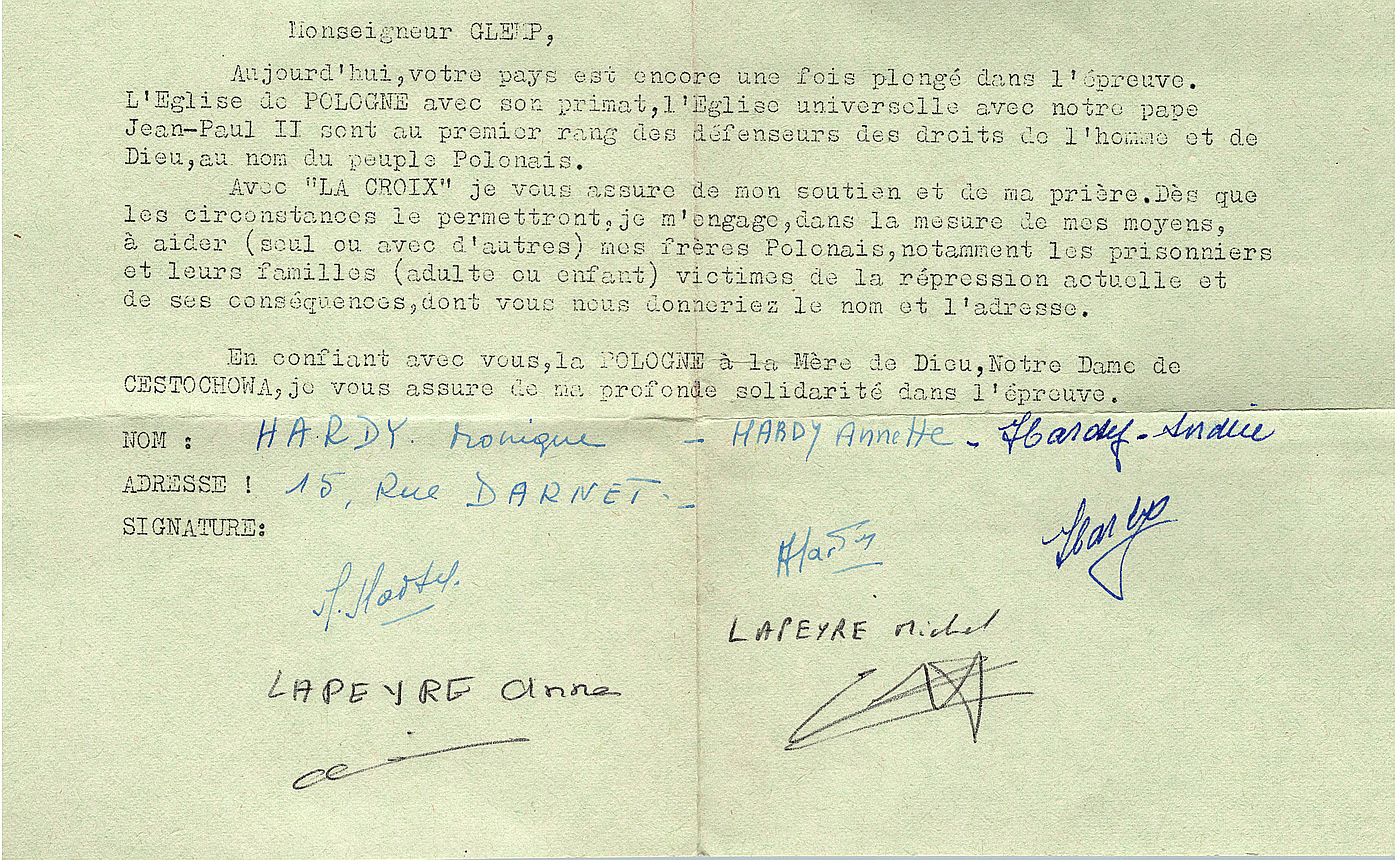 Monseigneur GLEMP,
Aujourd'hui,votre pays est encore une fois plongé dans l'épreuve.
L'Eglise de POLOGNE avec son primat,l'Eglise universelle avec notre pape
Jean-Paul II sont au premier rang des défenseurs des droits de l'homme et de
Dieu,au nom du peuple Polonais.
Avec "LA CROIX" je vous assure de mon soutien et de ma prière.Dès que
les circonstances le permettront,je m'engage,dans la mesure de mes moyens,
à aider (seul ou avec d'autres) mes frères Polonais,notamment les prisonniers
et leurs familles (adulte ou enfant) victimes de la répression actuelle et
de ses conséquences,dont vous nous donneriez le nom et l'adresse.
En confiant avec vous,la POLOGNE à la Mère de Dieu,Notre Dame de
CESTOCHOWA,je vous assure de ma profonde solidarité dans l'épreuve.
NOM : HARDY. Monique - HARDY Annette - Hardy -
ADRESSE ! 15, Rue DARNET -
SIGNATURE:
Hardy
LAPEYRE Michel
LAPEYRE Anne